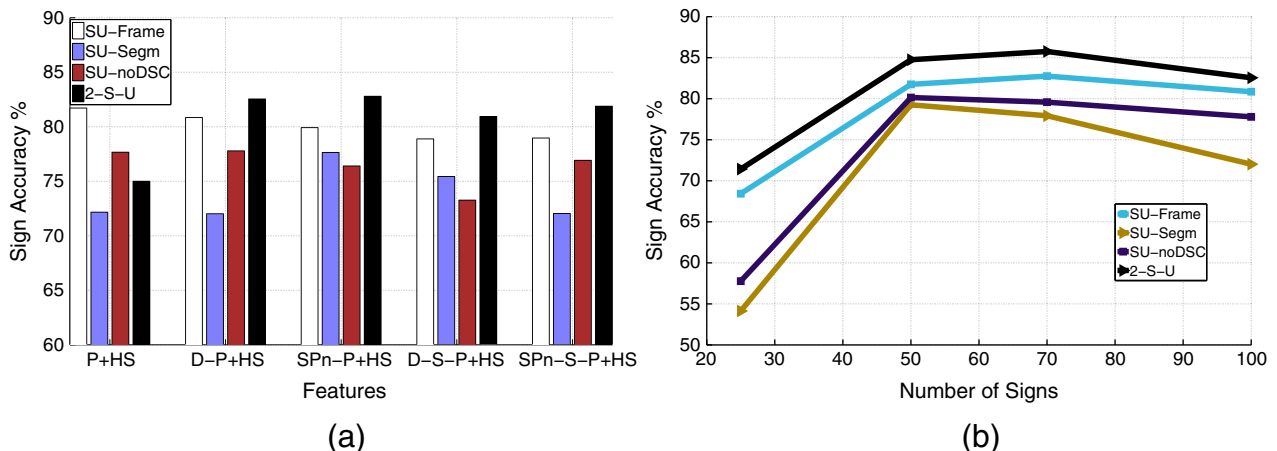 90
85
80
75
70
65
60
Sign Accuracy %
SU-Frame
SU-Segm
SU-noDSC
2-S-U
P+HS
D-P+HS
SPn-P+HS
D-S-P+HS
SPn-S-P+HS
Features
(a)
90
85
80
75
70
65
60
55
50
Sign Accuracy %
SU-Frame
SU-Segm
SU-noDSC
2-S-U
20 30 40 50 60 70 80 90 100
Number of Signs
(b)